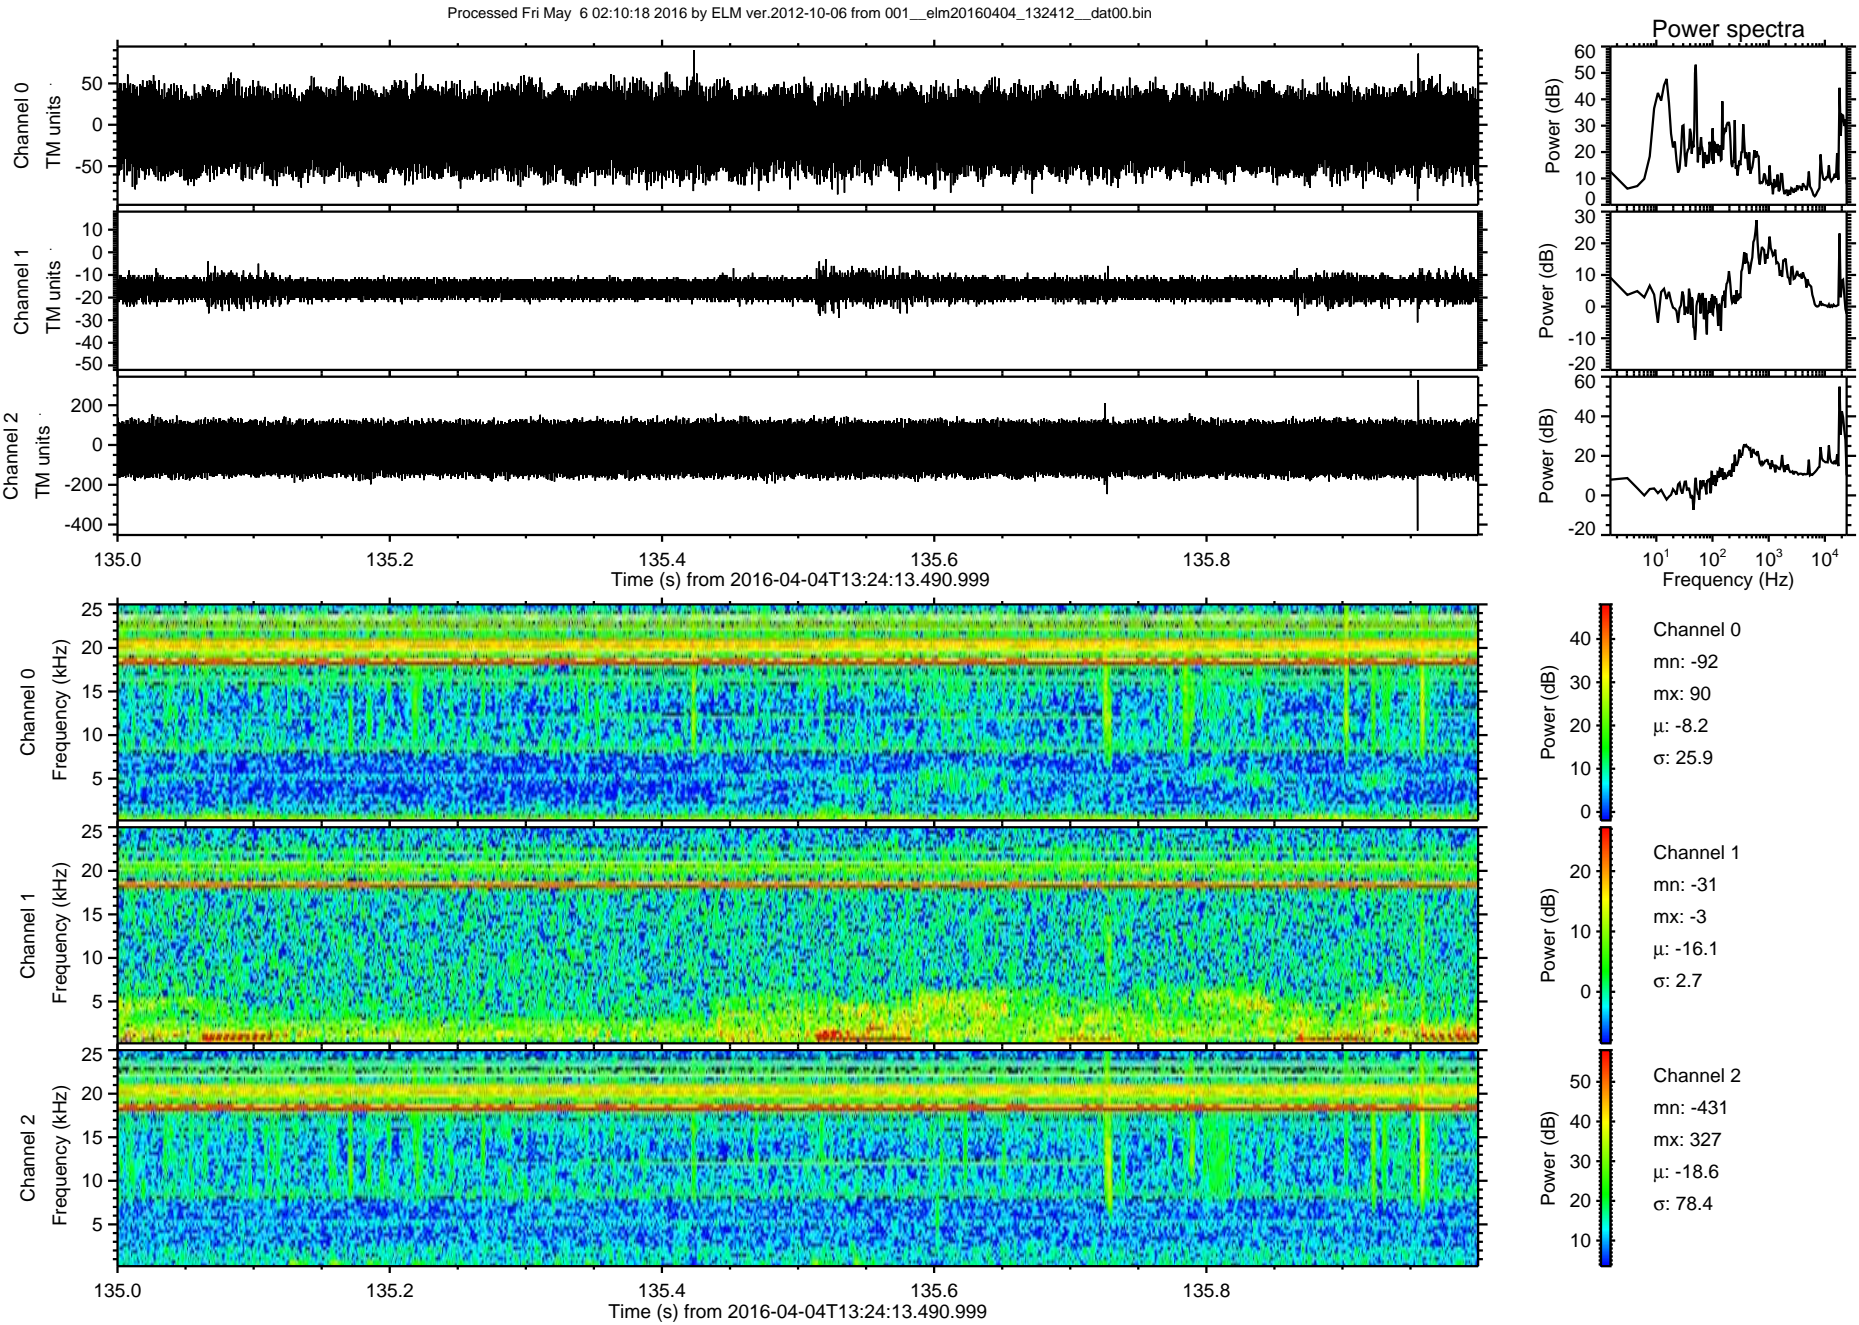 Processed Fri May  6 02:10:18 2016 by ELM ver.2012-10-06 from 001__elm20160404_132412__dat00.bin
Power spectra
Channel 0
TM units
50
0
-50
Power (dB)
60
50
40
30
20
10
0
Channel 1
TM units
10
0
-10
-20
-30
-40
-50
Power (dB)
30
20
10
0
-10
-20
Channel 2
TM units
200
0
-200
-400
Power (dB)
60
40
20
0
-20
135.0 135.2 135.4 135.6 135.8
Time (s) from 2016-04-04T13:24:13.490.999
10^1 10^2 10^3 10^4
Frequency (Hz)
Channel 0
Frequency (kHz)
25
20
15
10
5
Power (dB)
40
30
20
10
0
Channel 0
mn: -92
mx: 90
μ: -8.2
σ: 25.9
Channel 1
Frequency (kHz)
25
20
15
10
5
Power (dB)
20
10
0
Channel 1
mn: -31
mx: -3
μ: -16.1
σ: 2.7
Channel 2
Frequency (kHz)
25
20
15
10
5
Power (dB)
50
40
30
20
10
Channel 2
mn: -431
mx: 327
μ: -18.6
σ: 78.4
135.0 135.2 135.4 135.6 135.8
Time (s) from 2016-04-04T13:24:13.490.999